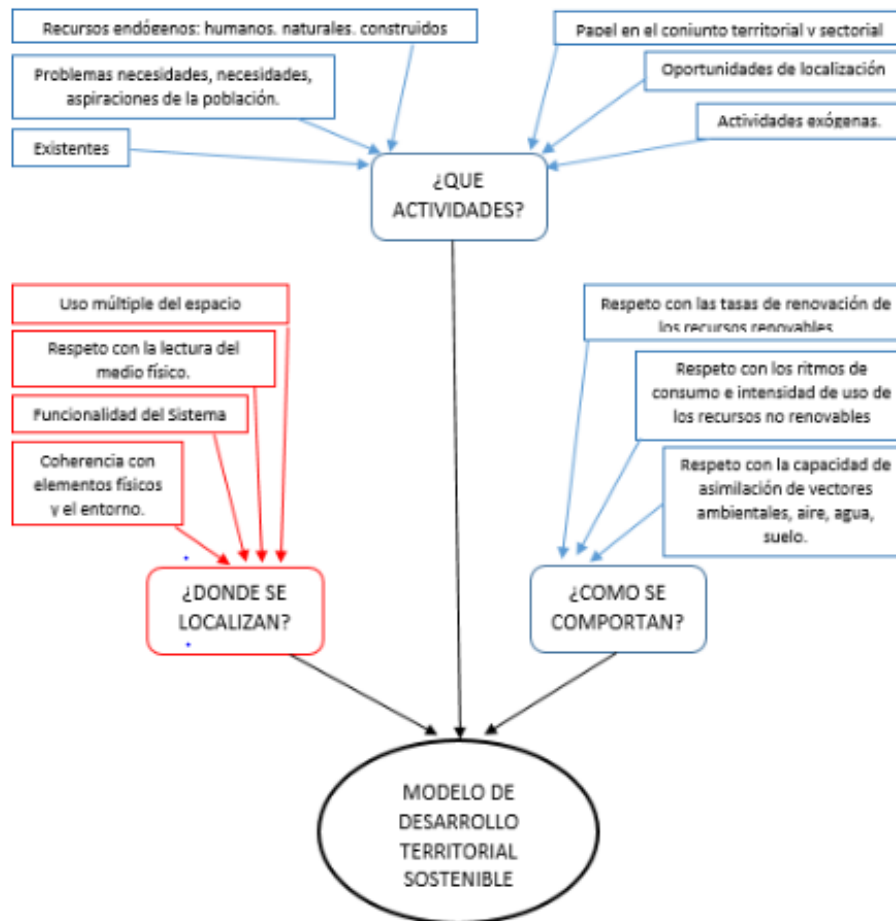 Recursos endógenos: humanos, naturales, construidos
Problemas necesidades, necesidades,
aspiraciones de la población.
Existentes
Papel en el conjunto territorial y sectorial
Oportunidades de localización
Actividades exógenas.
¿QUE
ACTIVIDADES?
Uso múltiple del espacio
Respeto con la lectura del
medio físico.
Funcionalidad del Sistema
Coherencia con
elementos físicos
y el entorno.
¿DONDE SE
LOCALIZAN?
Respeto con las tasas de renovación de
los recursos renovables
Respeto con los ritmos de
consumo e intensidad de uso de
los recursos no renovables
Respeto con la capacidad de
asimilación de vectores
ambientales, aire, agua,
suelo.
¿COMO SE
COMPORTAN?
MODELO DE
DESARROLLO
TERRITORIAL
SOSTENIBLE